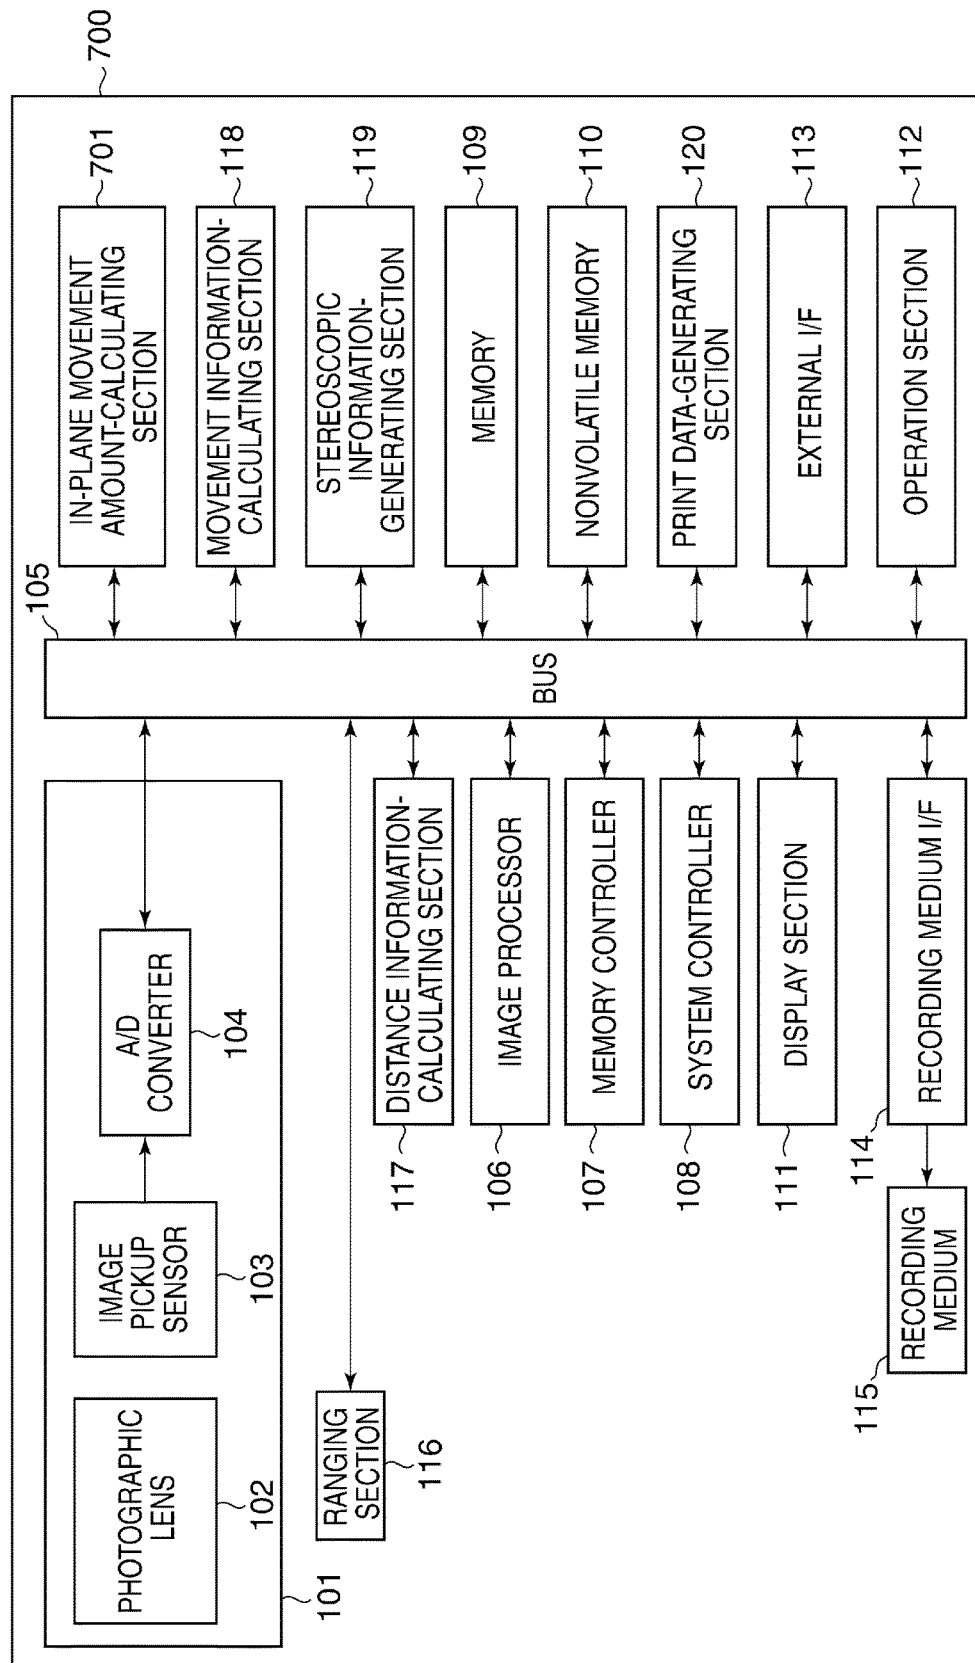 700
101
PHOTOGRAPHIC
LENS
102
IMAGE
PICKUP
SENSOR
103
A/D
CONVERTER
104
RANGING
SECTION
116
DISTANCE INFORMATION-
CALCULATING SECTION
117
IMAGE PROCESSOR
106
MEMORY CONTROLLER
107
SYSTEM CONTROLLER
108
DISPLAY SECTION
111
RECORDING MEDIUM I/F
114
RECORDING
MEDIUM
115
BUS
105
IN-PLANE MOVEMENT
AMOUNT-CALCULATING
SECTION
701
MOVEMENT INFORMATION-
CALCULATING SECTION
118
STEREOSCOPIC
INFORMATION-
GENERATING SECTION
119
MEMORY
109
NONVOLATILE MEMORY
110
PRINT DATA-GENERATING
SECTION
120
EXTERNAL I/F
113
OPERATION SECTION
112